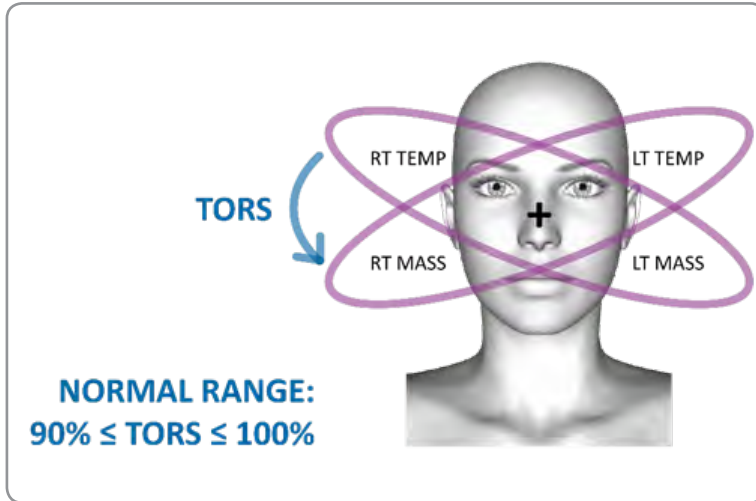 RT TEMP
LT TEMP
TORS
+
RT MASS
LT MASS
NORMAL RANGE:
90% ≤ TORS ≤ 100%